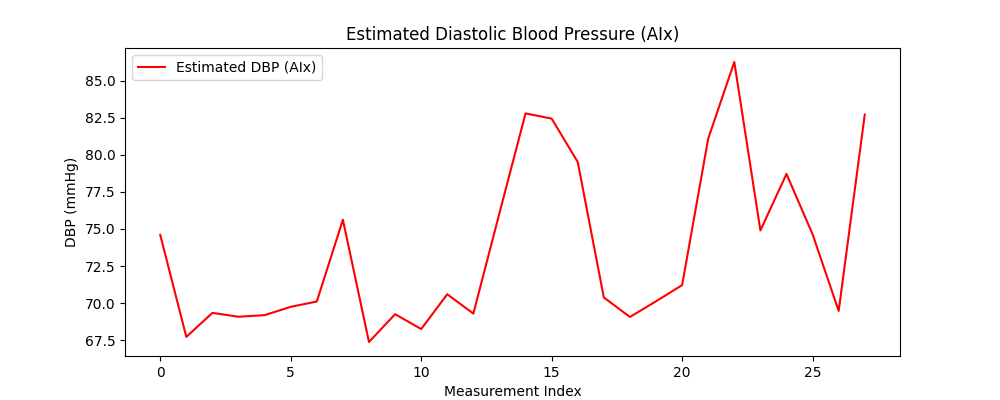 Estimated Diastolic Blood Pressure (AIx)
Estimated DBP (AIx)
DBP (mmHg)
85.0
82.5
80.0
77.5
75.0
72.5
70.0
67.5
0 5 10 15 20 25
Measurement Index